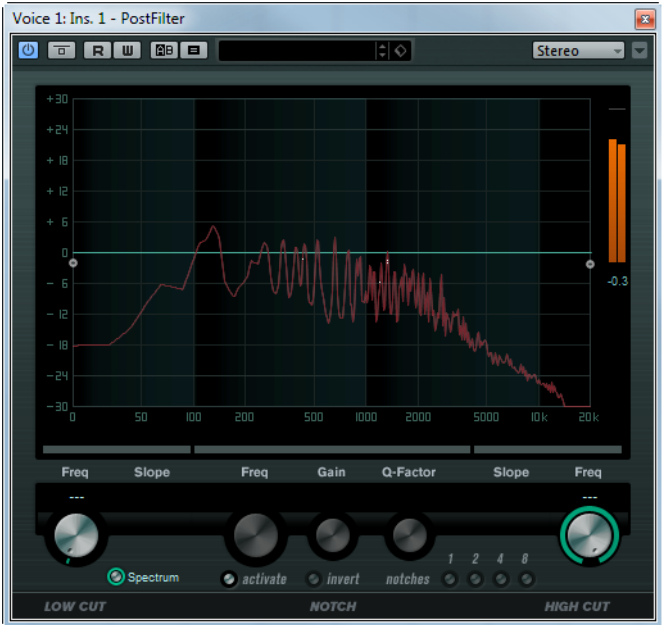 Voice 1: Ins. 1 - PostFilter
R W AB Stereo
+30
+24
+ 18
+ 12
+ 6
0
- 6
- 12
- 18
-24
-30
-0.3
0 50 100 200 500 1000 2000 5000 10k 20k
Freq Slope Freq Gain Q-Factor Slope Freq
--- ---
1 2 4 8
Spectrum activate invert notches
LOW CUT NOTCH HIGH CUT